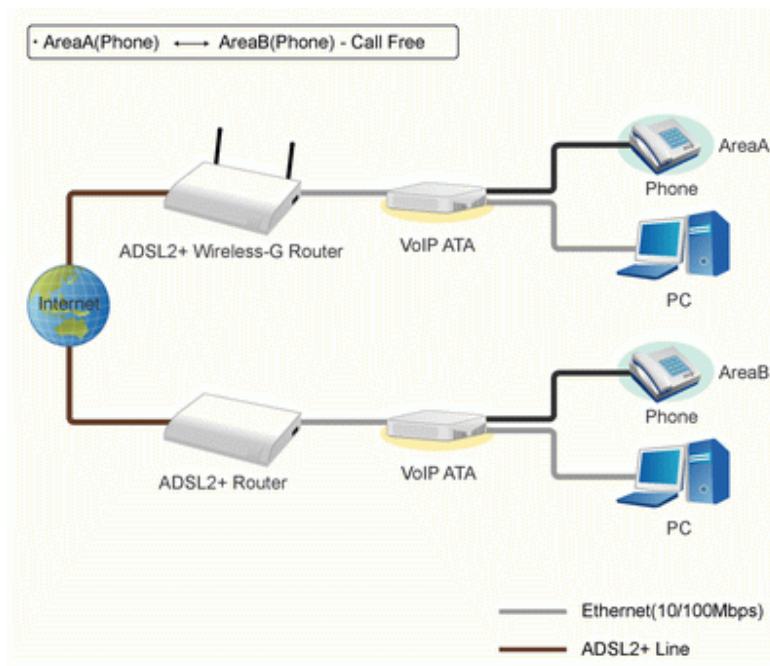 · AreaA(Phone) ⟷ AreaB(Phone) - Call Free
AreaA
Phone
ADSL2+ Wireless-G Router
VoIP ATA
PC
Internet
AreaB
Phone
ADSL2+ Router
VoIP ATA
PC
Ethernet(10/100Mbps)
ADSL2+ Line